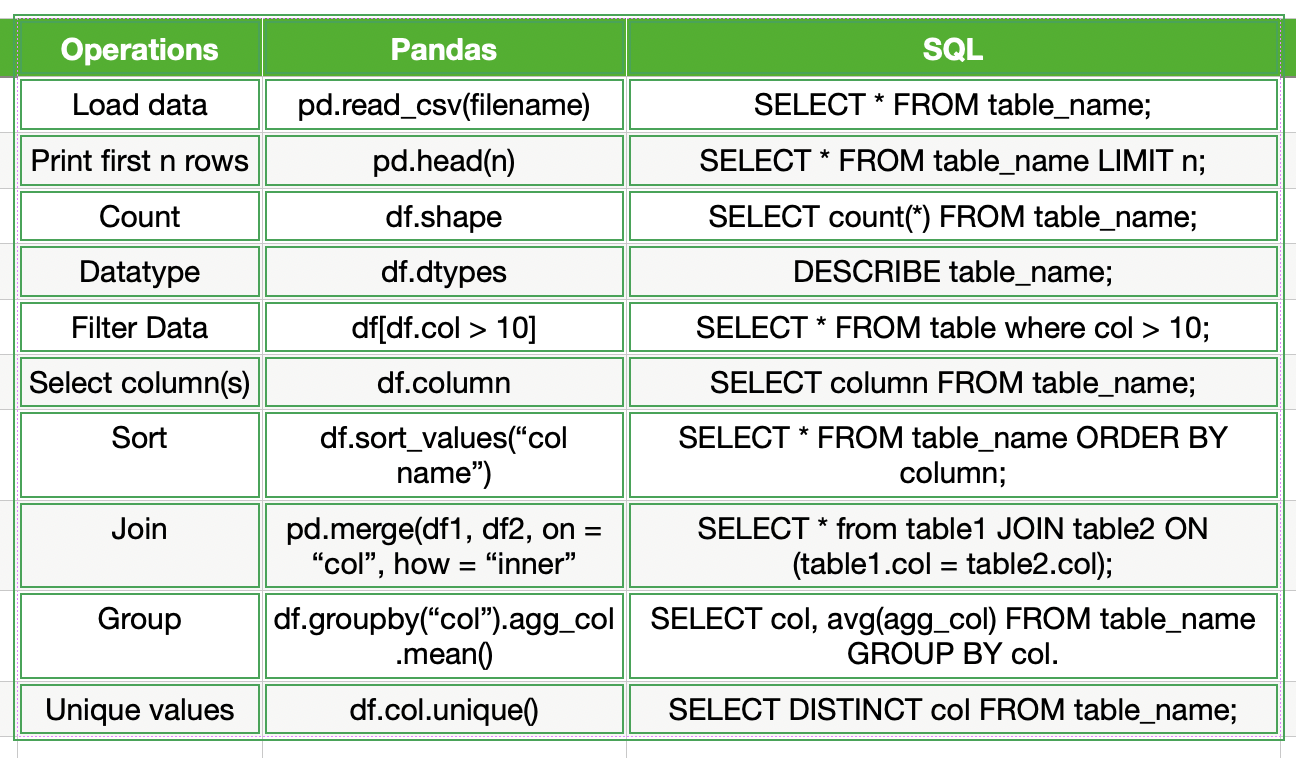 Operations Pandas SQL
Load data pd.read_csv(filename) SELECT * FROM table_name;
Print first n rows pd.head(n) SELECT * FROM table_name LIMIT n;
Count df.shape SELECT count(*) FROM table_name;
Datatype df.dtypes DESCRIBE table_name;
Filter Data df[df.col > 10] SELECT * FROM table where col > 10;
Select column(s) df.column SELECT column FROM table_name;
Sort df.sort_values(“col SELECT * FROM table_name ORDER BY
name”) column;
Join pd.merge(df1, df2, on = SELECT * from table1 JOIN table2 ON
“col”, how = “inner” (table1.col = table2.col);
Group df.groupby(“col”).agg_col SELECT col, avg(agg_col) FROM table_name
.mean() GROUP BY col.
Unique values df.col.unique() SELECT DISTINCT col FROM table_name;